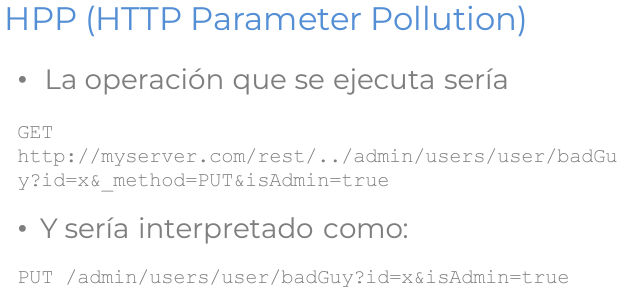 HPP (HTTP Parameter Pollution)
• La operación que se ejecuta sería
GET
http://myserver.com/rest/../admin/users/user/badGu
y?id=x&_method=PUT&isAdmin=true
• Y sería interpretado como:
PUT /admin/users/user/badGuy?id=x&isAdmin=true